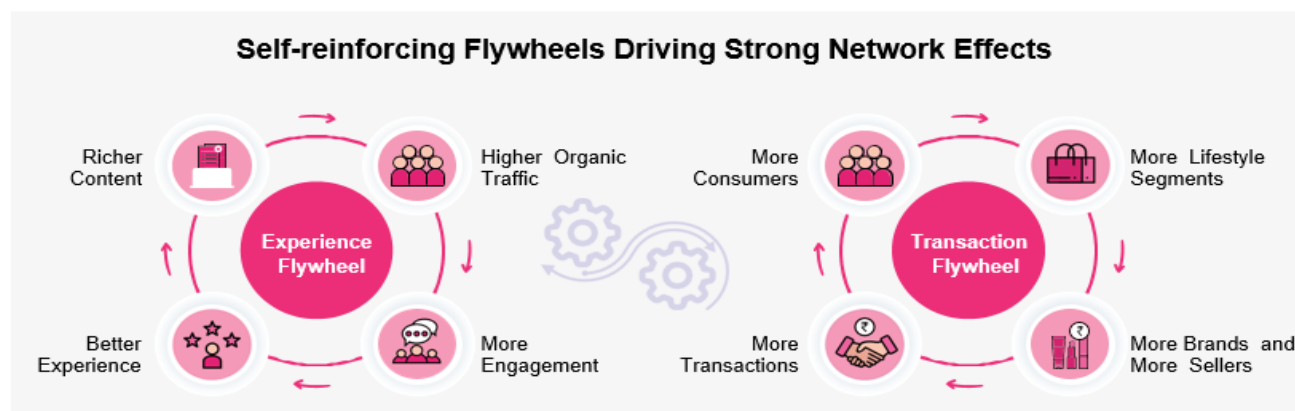 Self-reinforcing Flywheels Driving Strong Network Effects
Richer
Content
Higher Organic
Traffic
Experience
Flywheel
Better
Experience
More
Engagement
More
Consumers
More Lifestyle
Segments
Transaction
Flywheel
More
Transactions
₹
₹
More Brands and
More Sellers